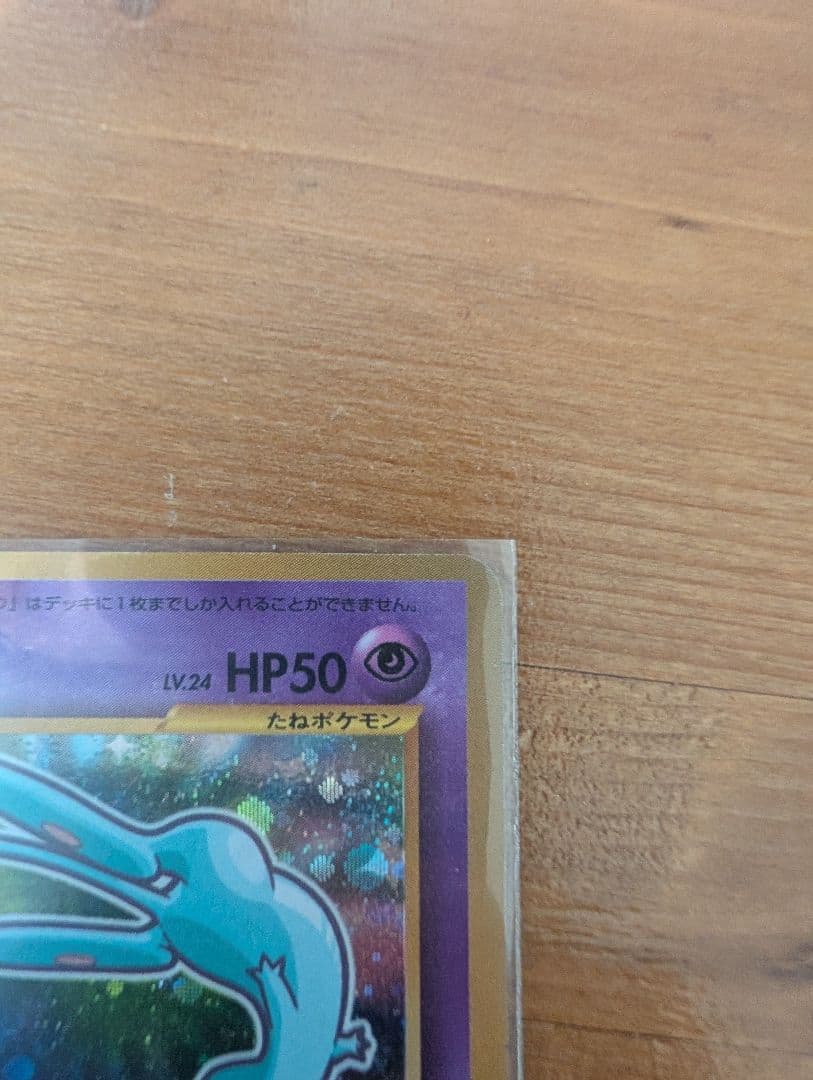 』はデッキに1枚までしか入れることができません。
LV.24 HP50
たねポケモン